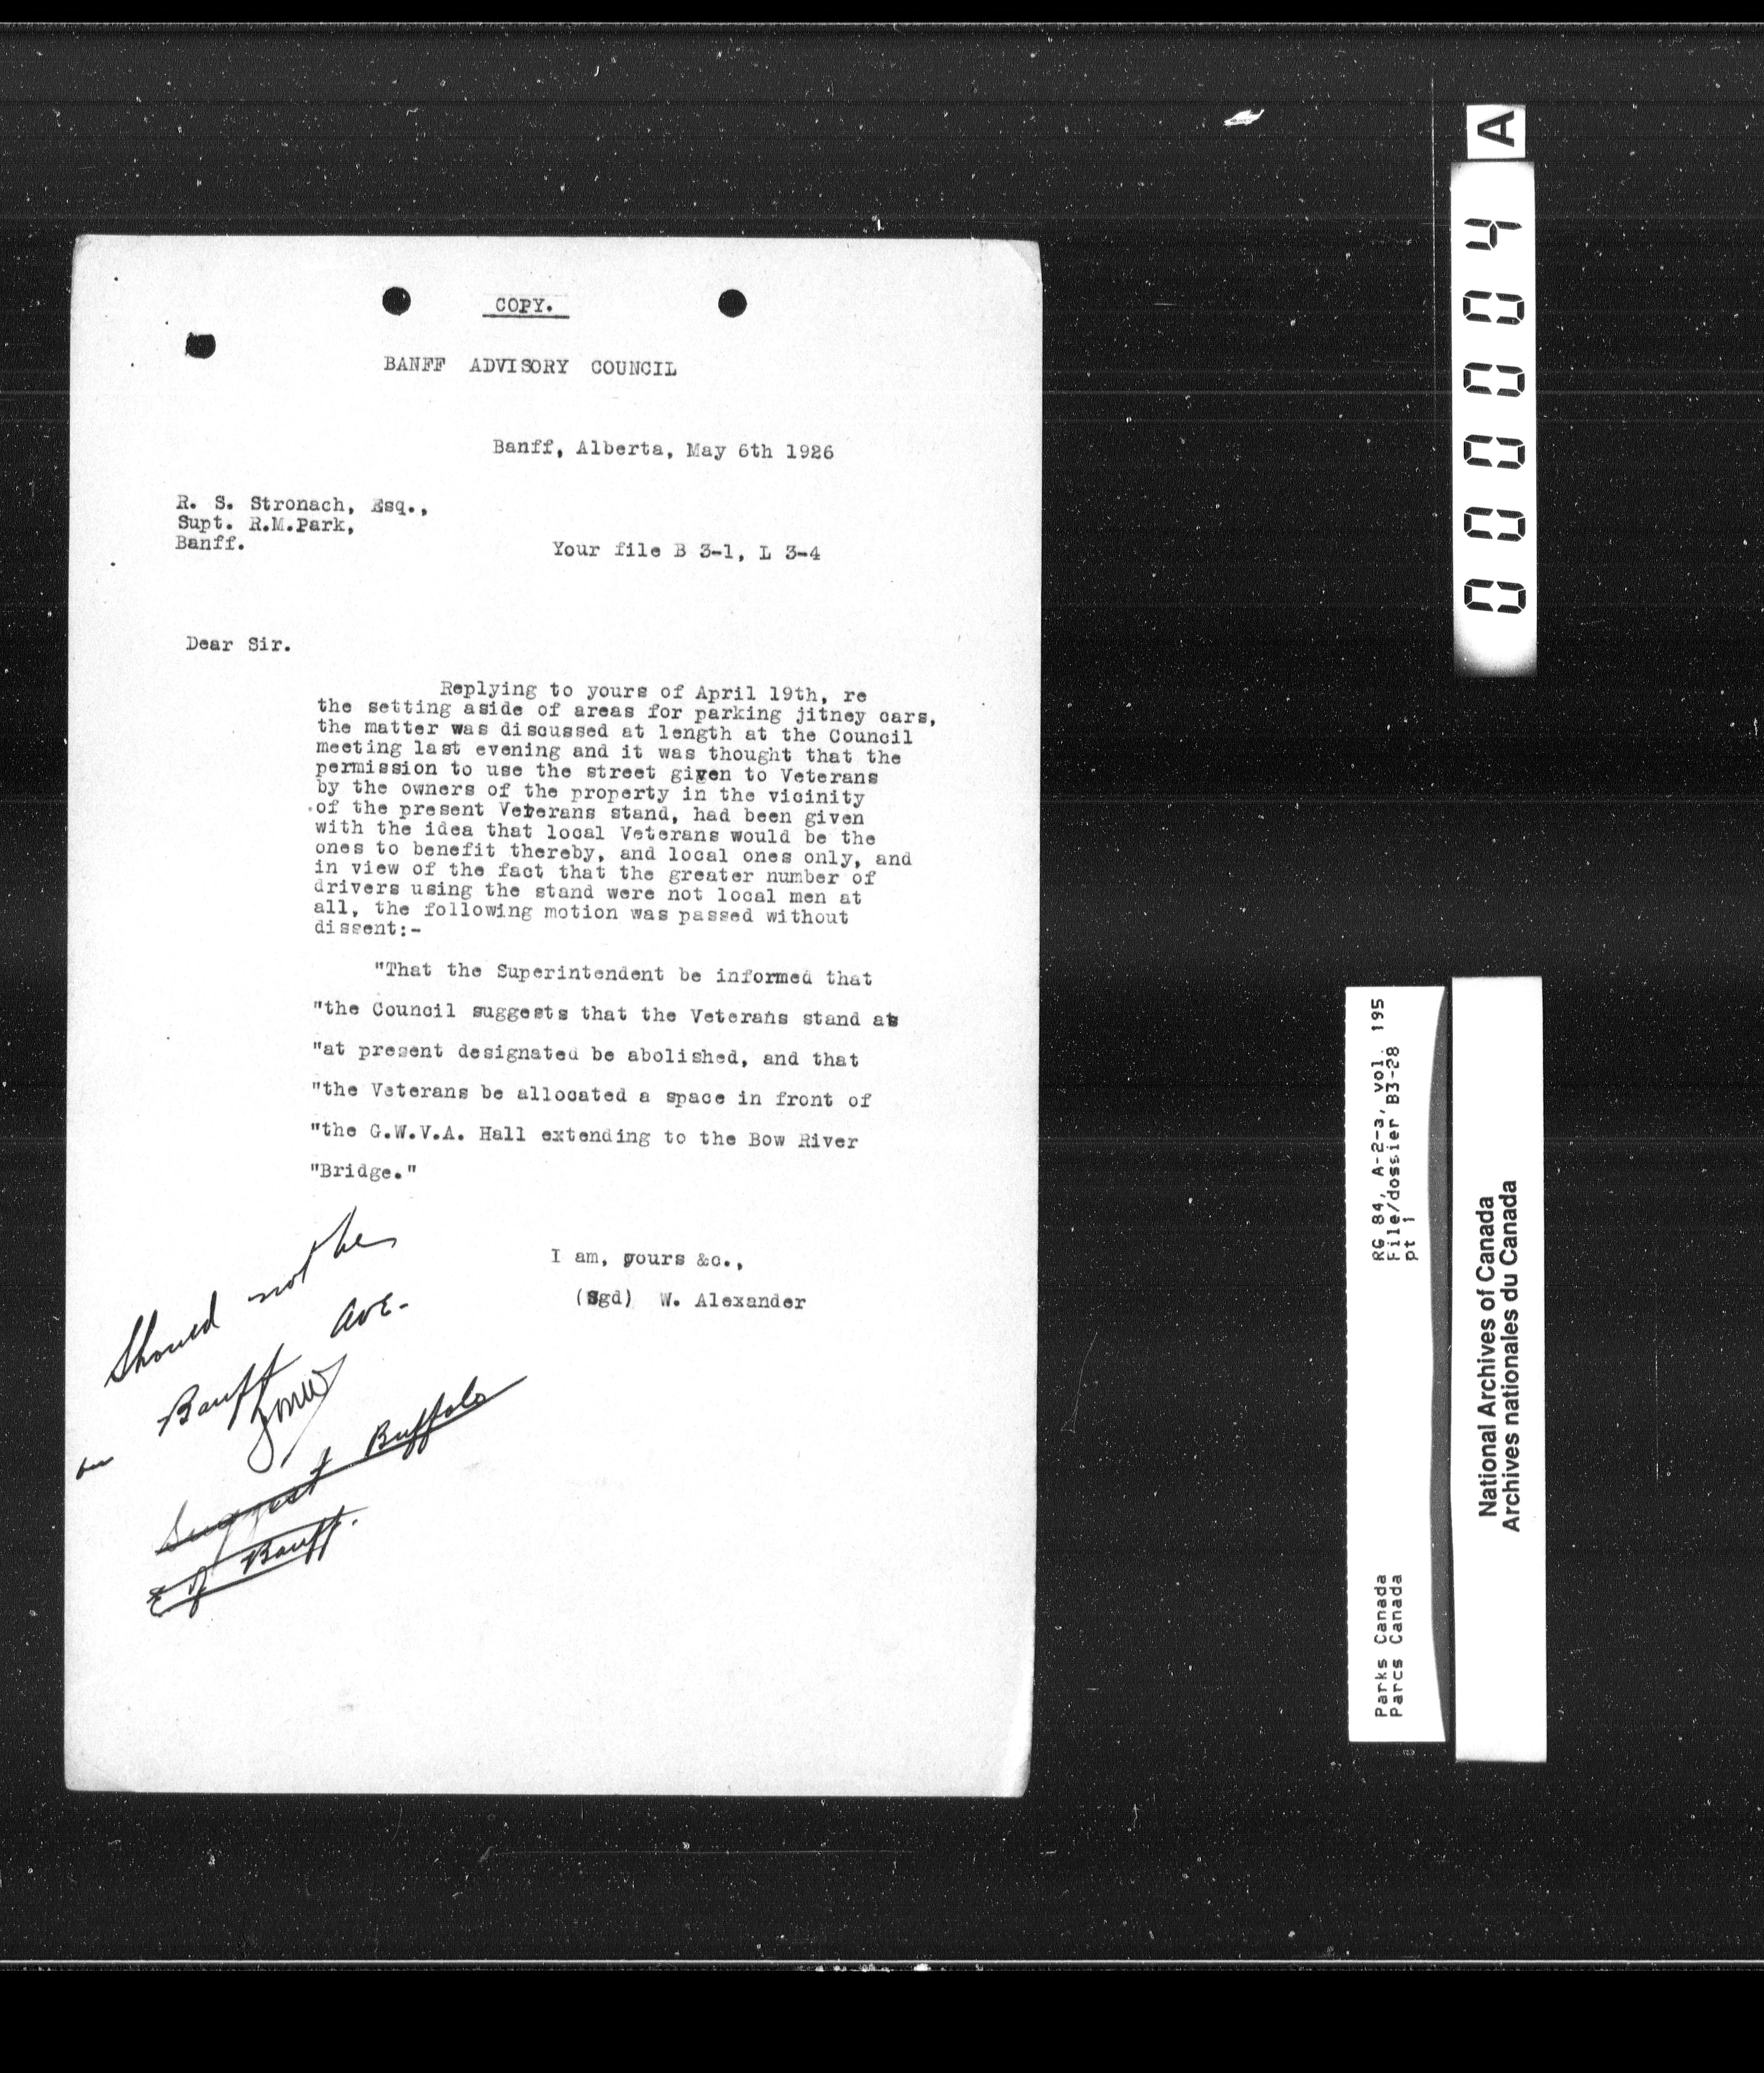 COPY.
BANFF ADVISORY COUNCIL
Banff, Alberta, May 6th 1926
R. S. Stronach, Esq.,
Supt. R.M.Park,
Banff.
Your file B 3-1, L 3-4
Dear Sir.
Replying to yours of April 19th, re
the setting aside of areas for parking jitney cars,
the matter was discussed at length at the Council
meeting last evening and it was thought that the
permission to use the street given to Veterans
by the owners of the property in the vicinity
of the present Veterans stand, had been given
with the idea that local Veterans would be the
ones to benefit thereby, and local ones only, and
in view of the fact that the greater number of
drivers using the stand were not local men at
all, the following motion was passed without
dissent:-
"That the Superintendent be informed that
"the Council suggests that the Veterans stand as
"at present designated be abolished, and that
"the Veterans be allocated a space in front of
"the G.W.V.A. Hall extending to the Bow River
"Bridge."
I am, yours &c.,
(Sgd) W. Alexander
Should not be
on Banff Ave.
Suggest Buffalo
E of Banff.
A
000004
RG 84, A-2-a, vol. 195
File/dossier B3-28
pt 1
Parks Canada
Parcs Canada
National Archives of Canada
Archives nationales du Canada